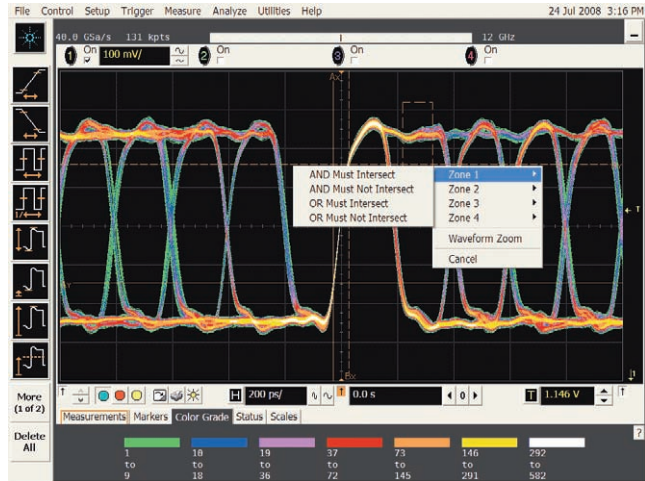 File Control Setup Trigger Measure Analyze Utilities Help 24 Jul 2008 3:16 PM
40.0 GSa/s 131 kpts 12 GHz
1 On 100 mV/ 2 On 3 On 4 On
Ax
AND Must Intersect
AND Must Not Intersect
OR Must Intersect
OR Must Not Intersect
Zone 1
Zone 2
Zone 3
Zone 4
Waveform Zoom
Cancel
T
Ay
Bx
1
More
(1 of 2)
Delete
All
H 200 ps/ 0.0 s 0 T 1.146 V
Measurements Markers Color Grade Status Scales
?
1 10 19 37 73 146 292
to to to to to to to
9 18 36 72 145 291 582